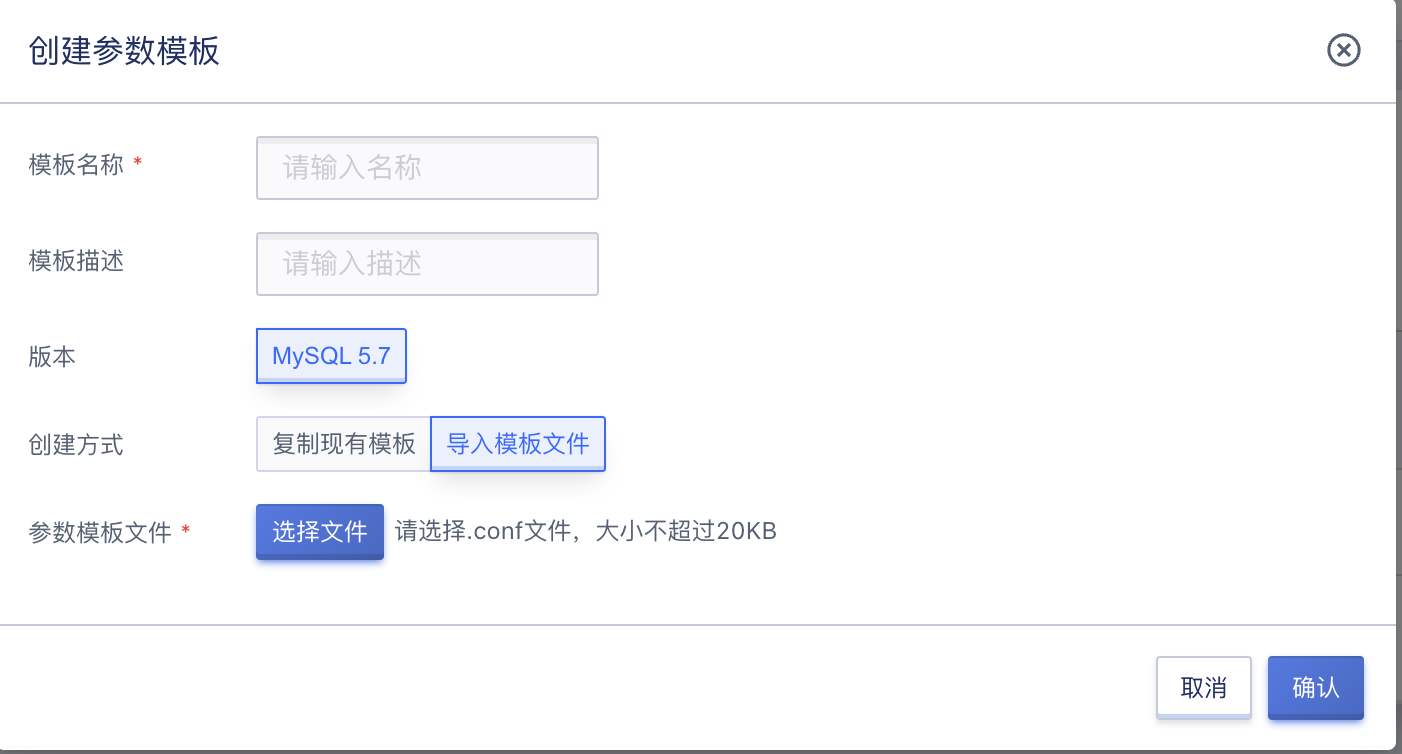 创建参数模板
模板名称 *
请输入名称
模板描述
请输入描述
版本
MySQL 5.7
创建方式
复制现有模板 导入模板文件
参数模板文件 *
选择文件 请选择.conf文件，大小不超过20KB
取消 确认